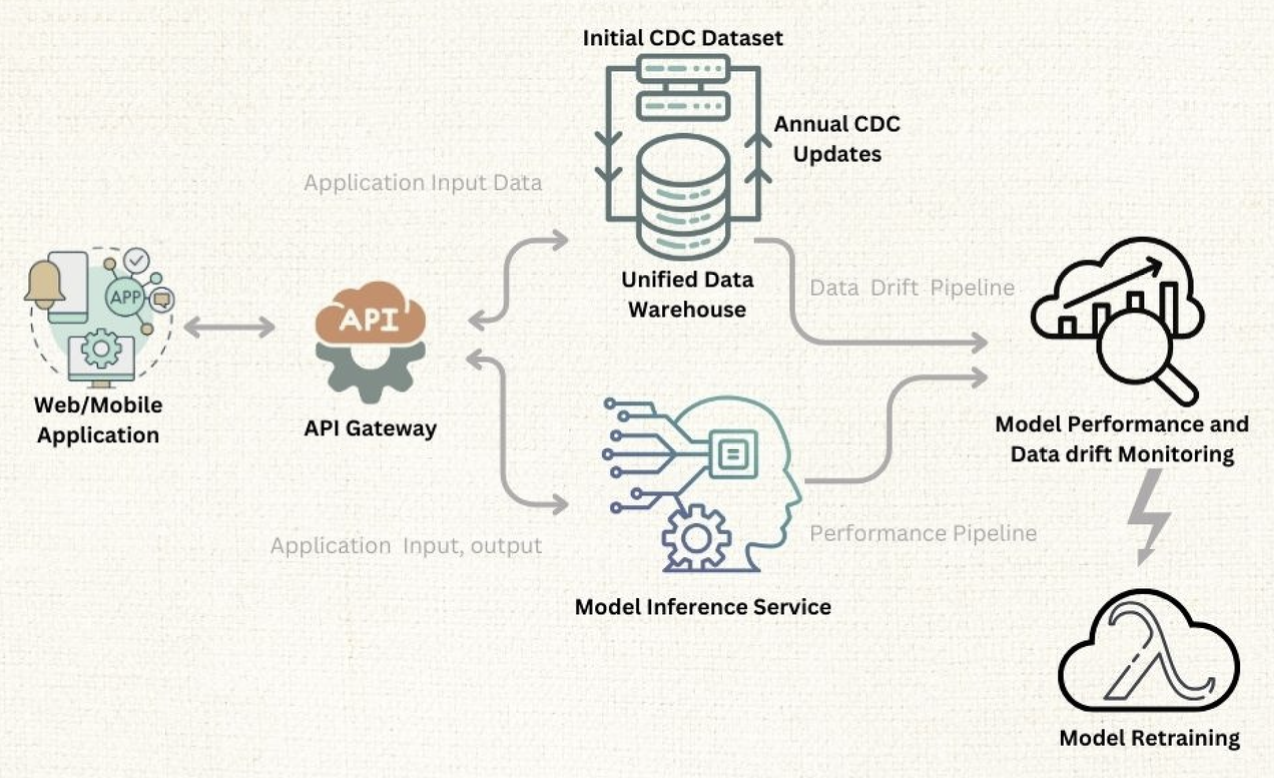 Initial CDC Dataset
Annual CDC
Updates
Application Input Data
Unified Data
Warehouse
Data Drift Pipeline
APP
API
Web/Mobile
Application
API Gateway
Model Performance and
Data drift Monitoring
Application Input, output
Performance Pipeline
Model Inference Service
Model Retraining